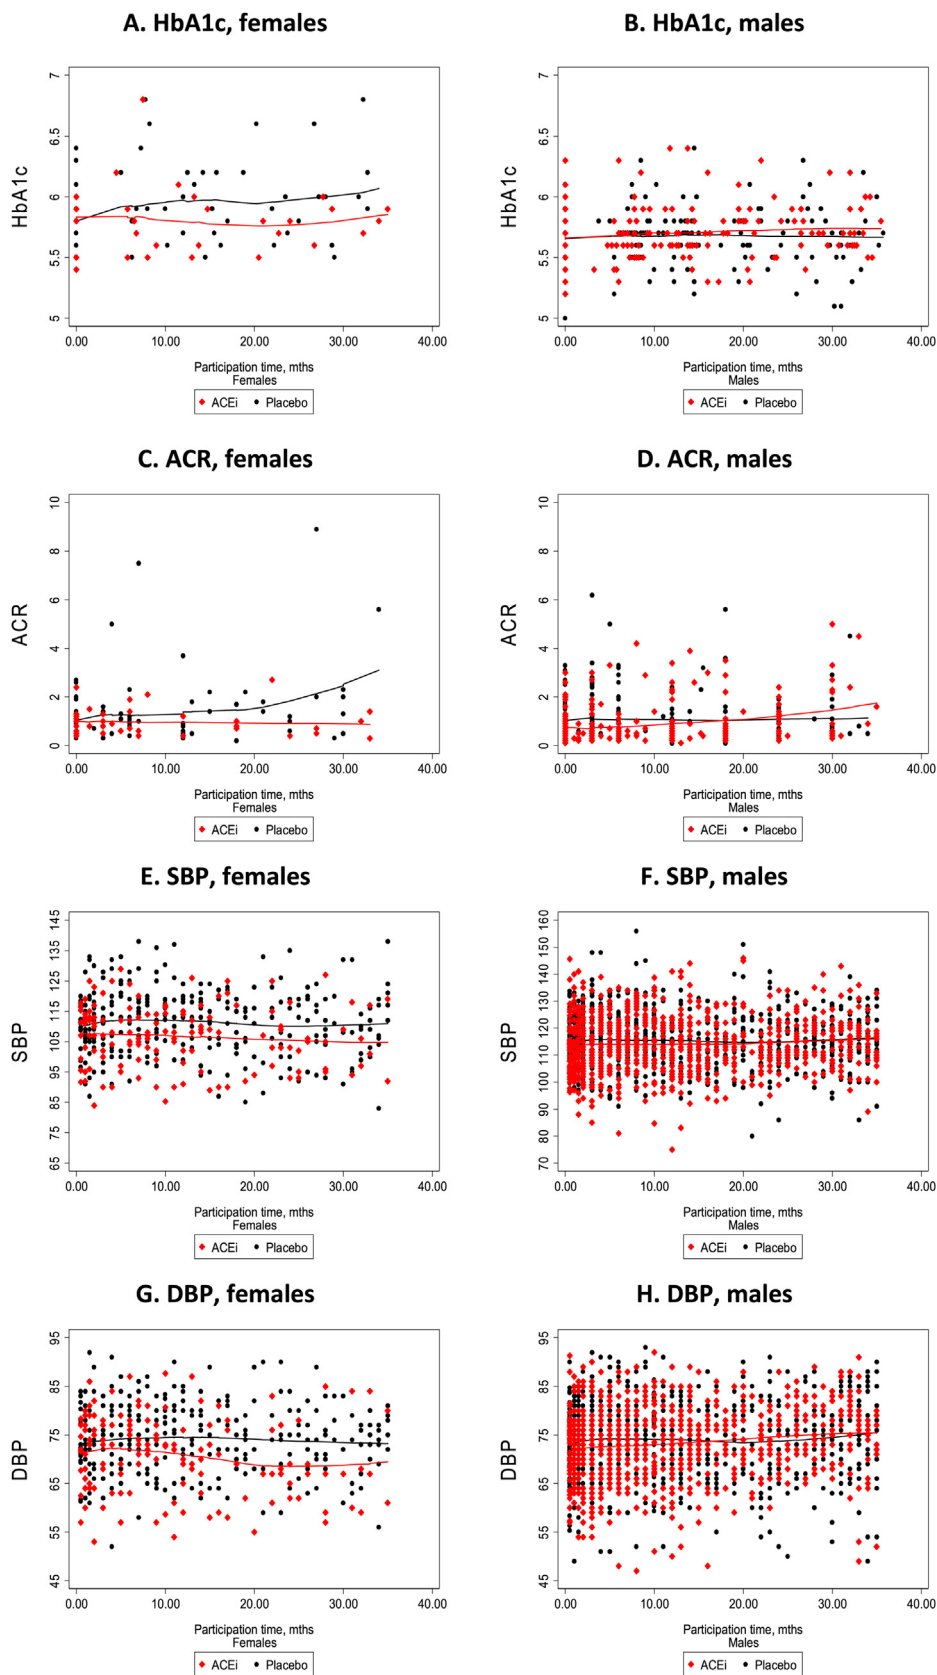 A. HbA1c, females
B. HbA1c, males
HbA1c
7
6.5
6
5.5
5
0.00 10.00 20.00 30.00 40.00
Participation time, mths
Females
ACEi Placebo
HbA1c
7
6.5
6
5.5
5
0.00 10.00 20.00 30.00 40.00
Participation time, mths
Males
ACEi Placebo
C. ACR, females
D. ACR, males
ACR
10
8
6
4
2
0
0.00 10.00 20.00 30.00 40.00
Participation time, mths
Females
ACEi Placebo
ACR
10
8
6
4
2
0
0.00 10.00 20.00 30.00 40.00
Participation time, mths
Males
ACEi Placebo
E. SBP, females
F. SBP, males
SBP
145
135
125
115
105
95
85
75
65
0.00 10.00 20.00 30.00 40.00
Participation time, mths
Females
ACEi Placebo
SBP
160
150
140
130
120
110
100
90
80
70
0.00 10.00 20.00 30.00 40.00
Participation time, mths
Males
ACEi Placebo
G. DBP, females
H. DBP, males
DBP
95
85
75
65
55
45
0.00 10.00 20.00 30.00 40.00
Participation time, mths
Females
ACEi Placebo
DBP
95
85
75
65
55
45
0.00 10.00 20.00 30.00 40.00
Participation time, mths
Males
ACEi Placebo